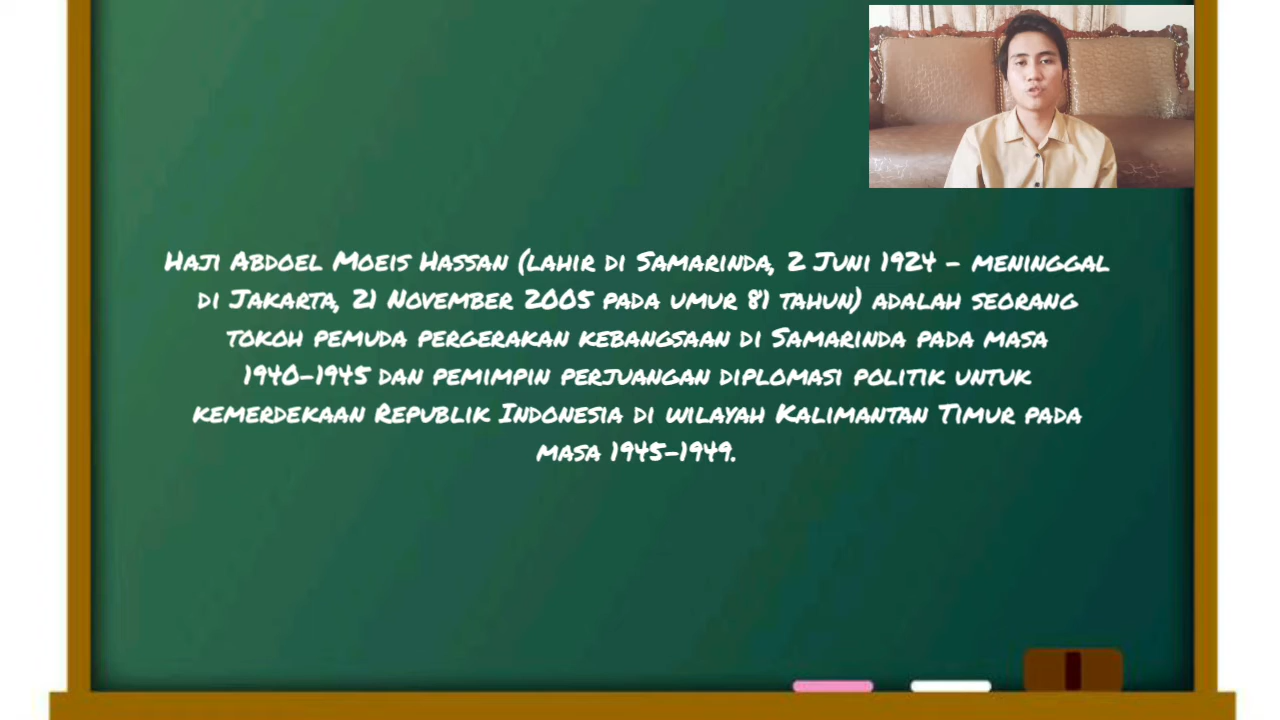 Haji Abdoel Moeis Hassan (lahir di Samarinda, 2 Juni 1924 – meninggal
di Jakarta, 21 November 2005 pada umur 81 tahun) adalah seorang
tokoh pemuda pergerakan kebangsaan di Samarinda pada masa
1940-1945 dan pemimpin perjuangan diplomasi politik untuk
kemerdekaan Republik Indonesia di wilayah Kalimantan Timur pada
masa 1945-1949.